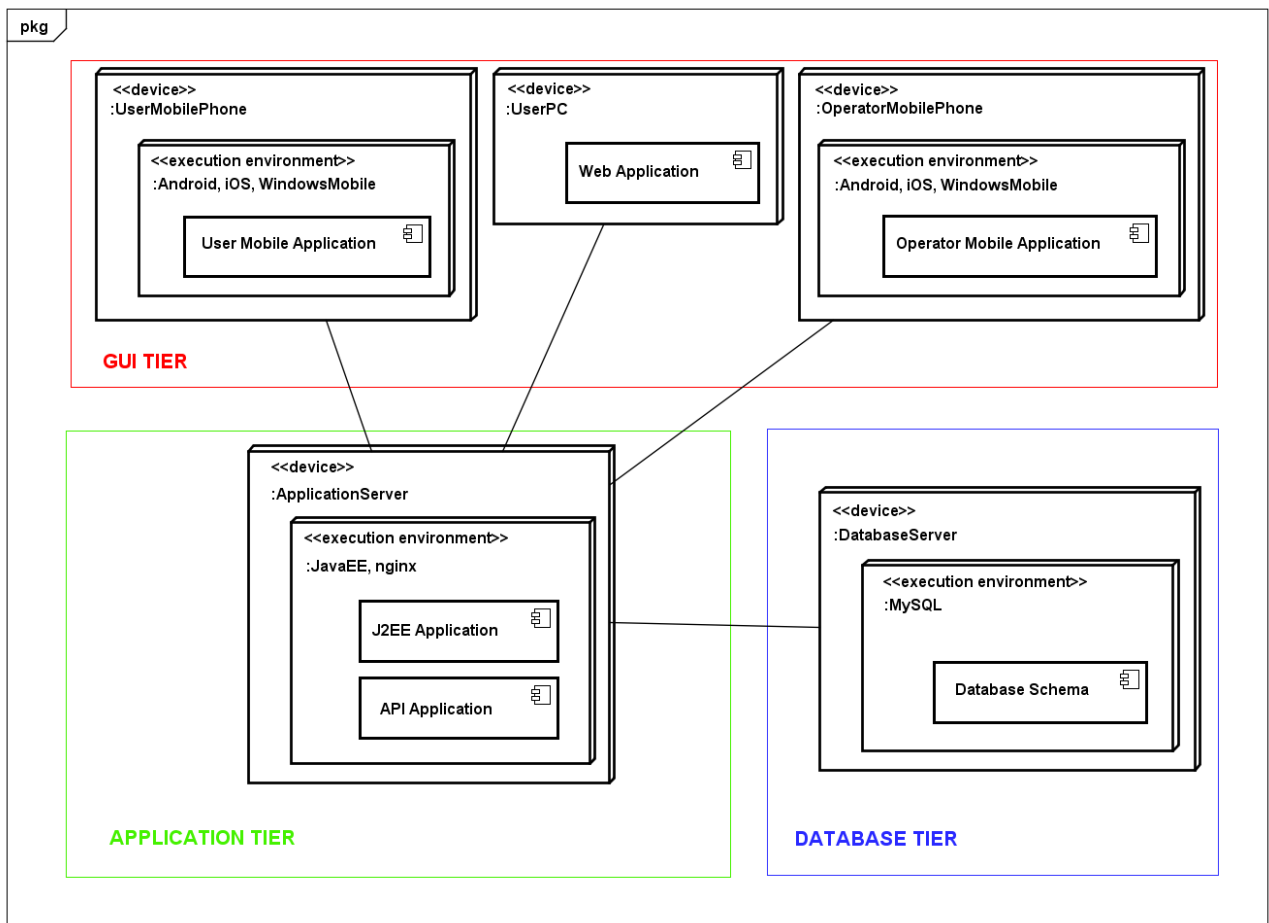 pkg
<<device>>
:UserMobilePhone
<<execution environment>>
:Android, iOS, WindowsMobile
User Mobile Application
<<device>>
:UserPC
Web Application
<<device>>
:OperatorMobilePhone
<<execution environment>>
:Android, iOS, WindowsMobile
Operator Mobile Application
GUI TIER
<<device>>
:ApplicationServer
<<execution environment>>
:JavaEE, nginx
J2EE Application
API Application
APPLICATION TIER
<<device>>
:DatabaseServer
<<execution environment>>
:MySQL
Database Schema
DATABASE TIER